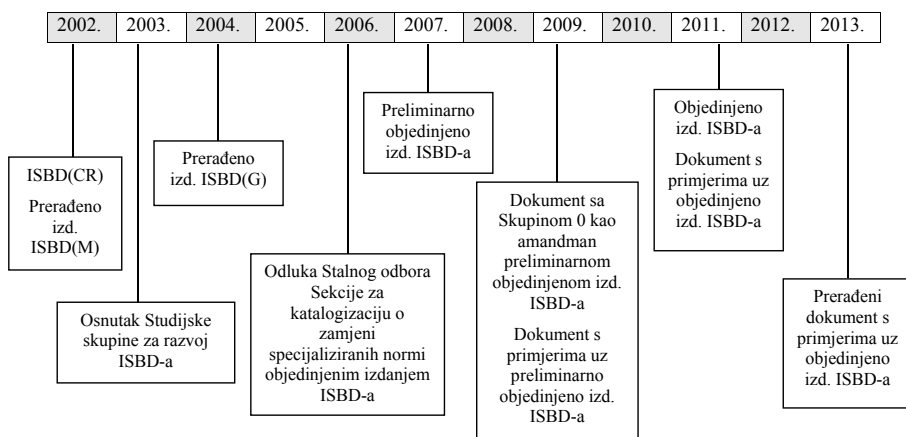 2002. 2003. 2004. 2005. 2006. 2007. 2008. 2009. 2010. 2011. 2012. 2013.
ISBD(CR)
Prerađeno
izd.
ISBD(M)
Osnutak Studijske
skupine za razvoj
ISBD-a
Prerađeno
izd. ISBD(G)
Odluka Stalnog odbora
Sekcije za
katalogizaciju o
zamjeni
specijaliziranih normi
objedinjenim izdanjem
ISBD-a
Preliminarno
objedinjeno
izd. ISBD-a
Dokument sa
Skupinom 0 kao
amandman
preliminarnom
objedinjenom izd.
ISBD-a
Dokument s
primjerima uz
preliminarno
objedinjeno izd.
ISBD-a
Objedinjeno
izd. ISBD-a
Dokument s
primjerima uz
objedinjeno
izd. ISBD-a
Prerađeni
dokument s
primjerima uz
objedinjeno
izd. ISBD-a